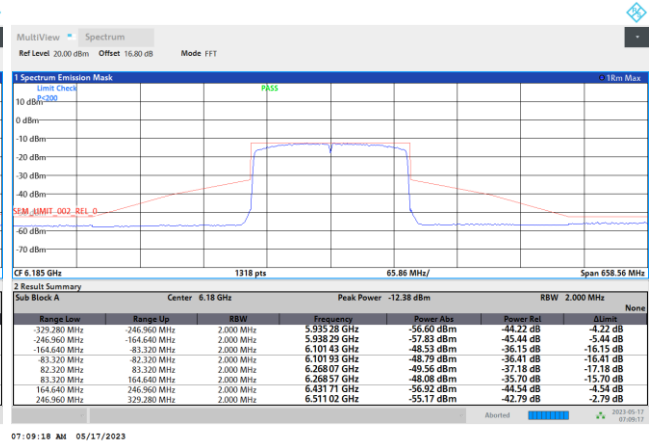 MultiView Spectrum
Ref Level 20.00 dBm Offset 16.80 dB Mode FFT
1 Spectrum Emission Mask 1Rm Max
Limit Check PASS
P<200
10 dBm
0 dBm
-10 dBm
-20 dBm
-30 dBm
-40 dBm
SEM_LIMIT_002_REL_0
-60 dBm
-70 dBm
CF 6.185 GHz 1318 pts 65.86 MHz/ Span 658.56 MHz
2 Result Summary
Sub Block A Center 6.18 GHz Peak Power -12.38 dBm RBW 2.000 MHz
None
Range Low Range Up RBW Frequency Power Abs Power Rel ΔLimit
-329.280 MHz -246.960 MHz 2.000 MHz 5.935 28 GHz -56.60 dBm -44.22 dB -4.22 dB
-246.960 MHz -164.640 MHz 2.000 MHz 5.938 29 GHz -57.83 dBm -45.44 dB -5.44 dB
-164.640 MHz -83.320 MHz 2.000 MHz 6.101 43 GHz -48.53 dBm -36.15 dB -16.15 dB
-83.320 MHz -82.320 MHz 2.000 MHz 6.101 93 GHz -48.79 dBm -36.41 dB -16.41 dB
82.320 MHz 83.320 MHz 2.000 MHz 6.268 07 GHz -49.56 dBm -37.18 dB -17.18 dB
83.320 MHz 164.640 MHz 2.000 MHz 6.268 57 GHz -48.08 dBm -35.70 dB -15.70 dB
164.640 MHz 246.960 MHz 2.000 MHz 6.431 71 GHz -56.92 dBm -44.54 dB -4.54 dB
246.960 MHz 329.280 MHz 2.000 MHz 6.511 02 GHz -55.17 dBm -42.79 dB -2.79 dB
Aborted 2023-05-17
07:09:17
07:09:18 AM 05/17/2023